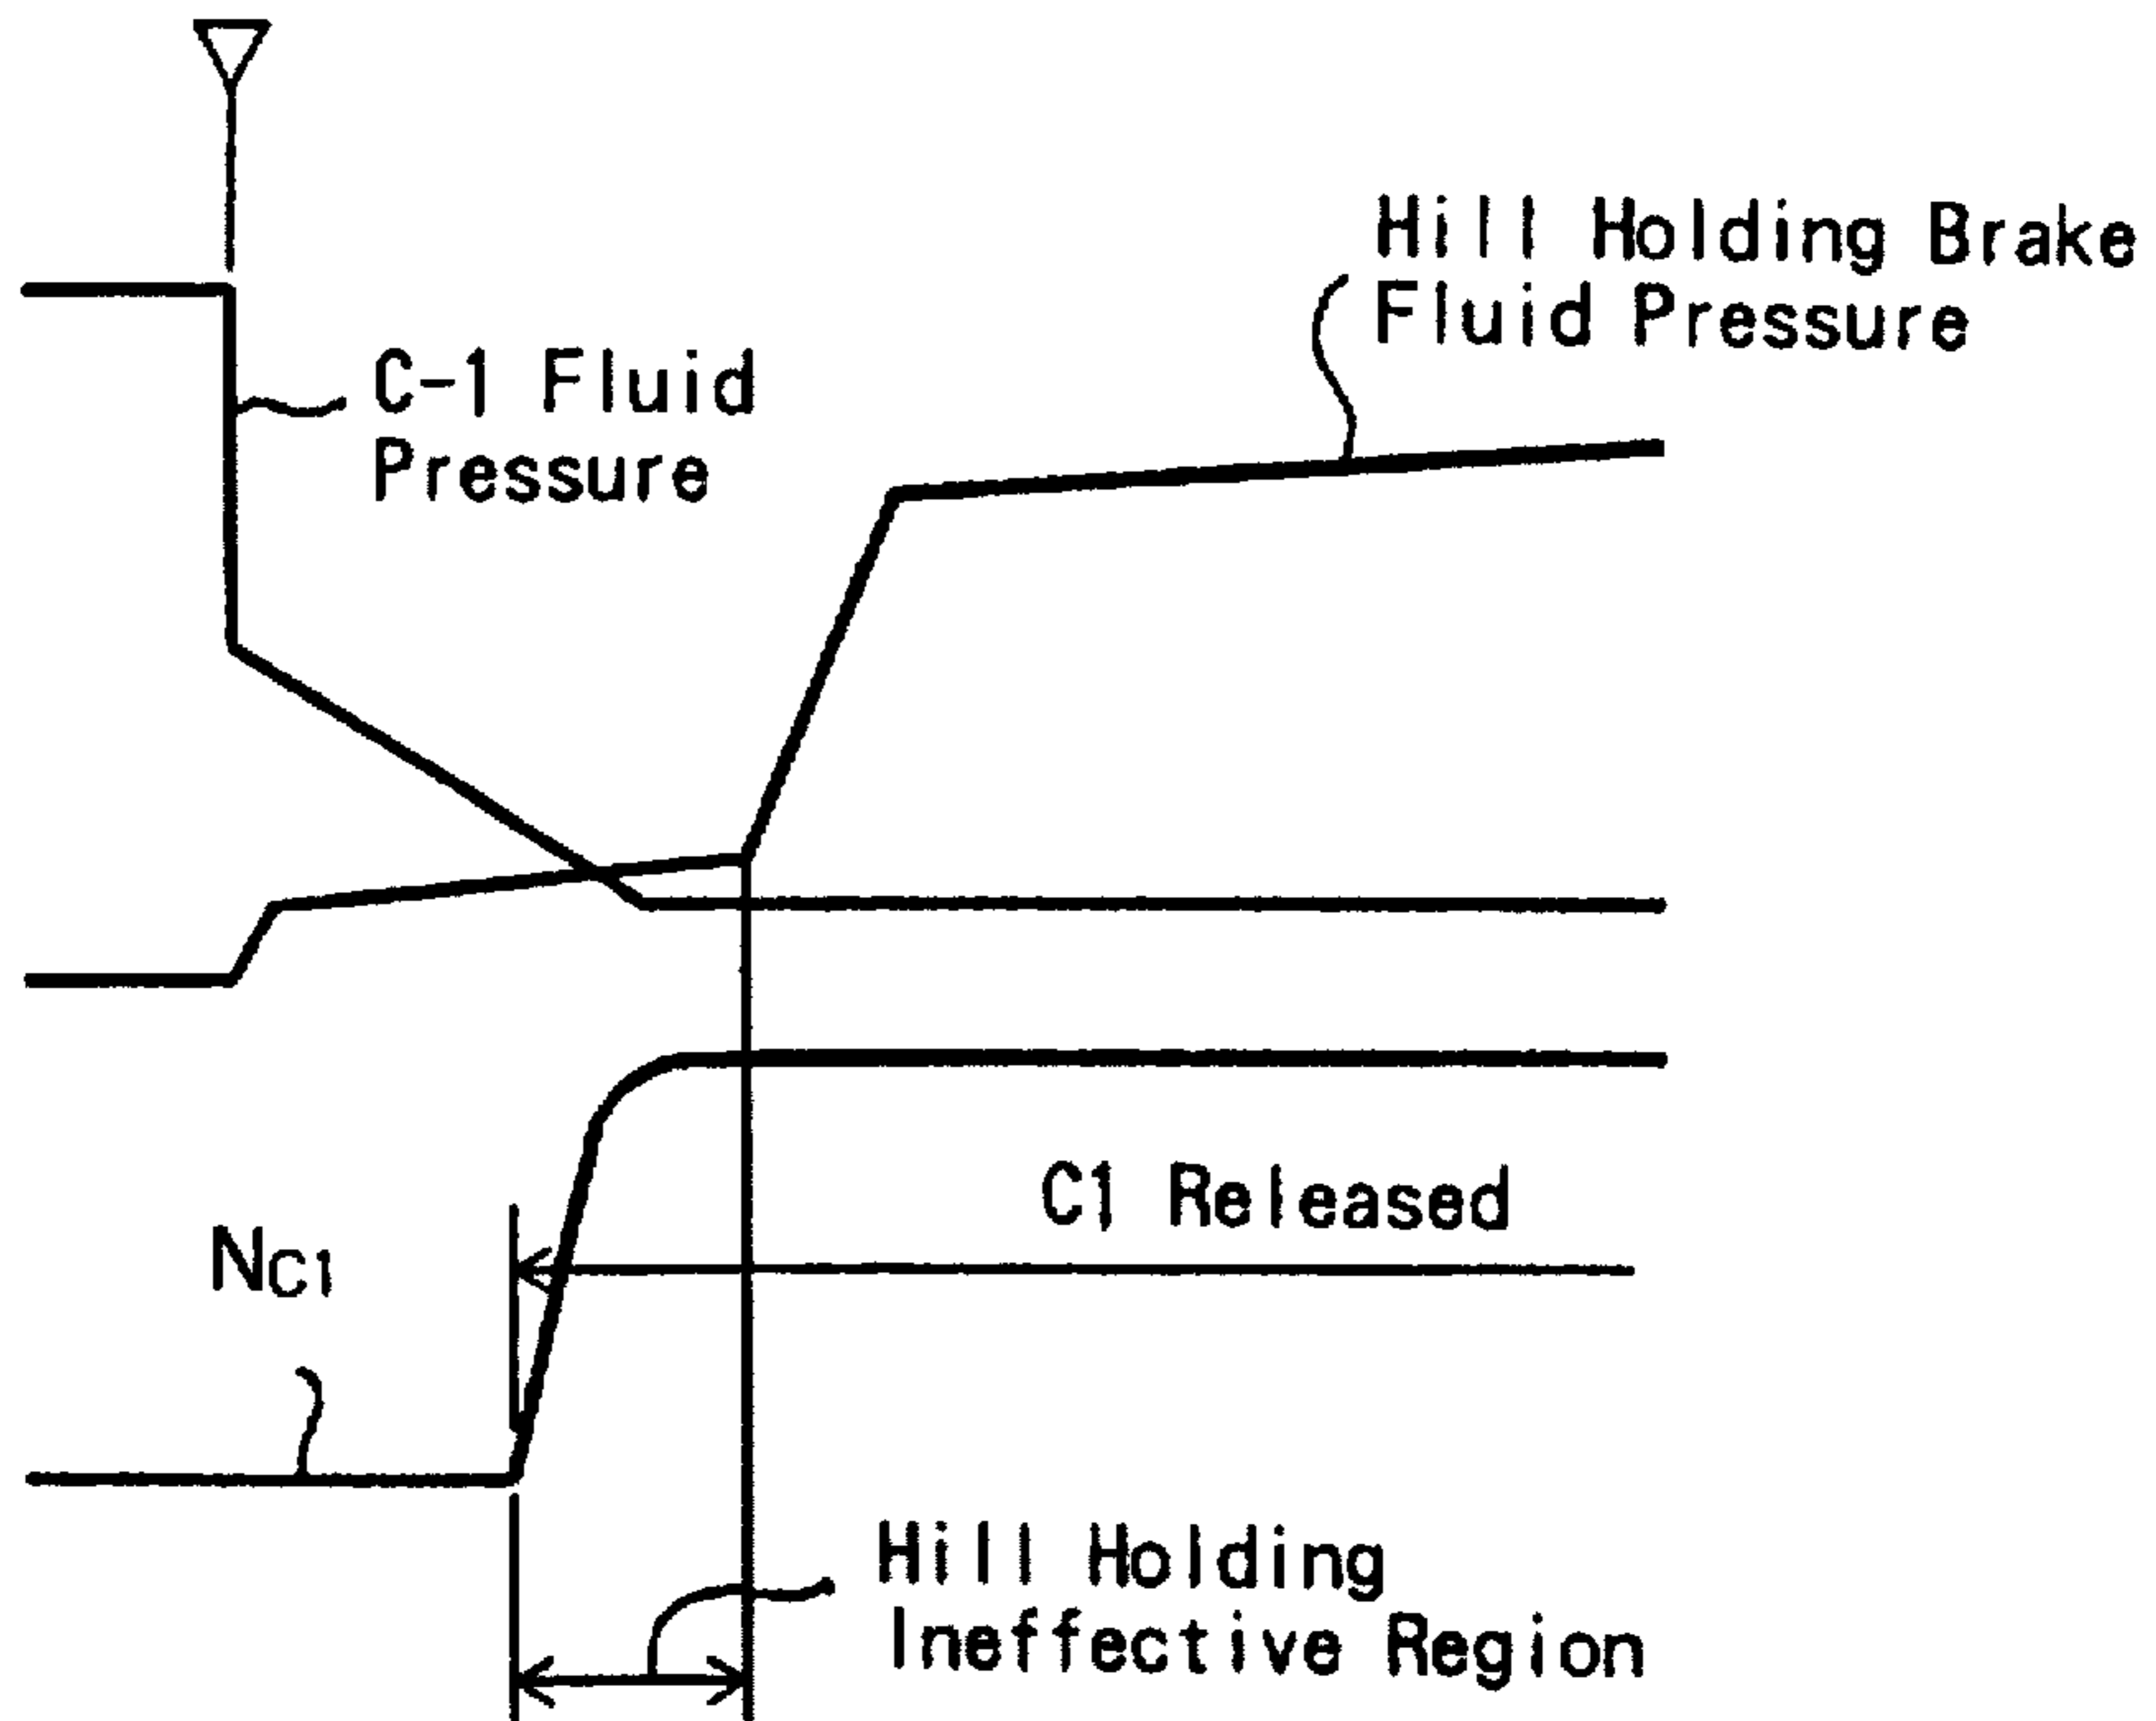 Hill Holding Brake
Fluid Pressure
C-1 Fluid
Pressure
C1 Released
NC1
Hill Holding
Ineffective Region